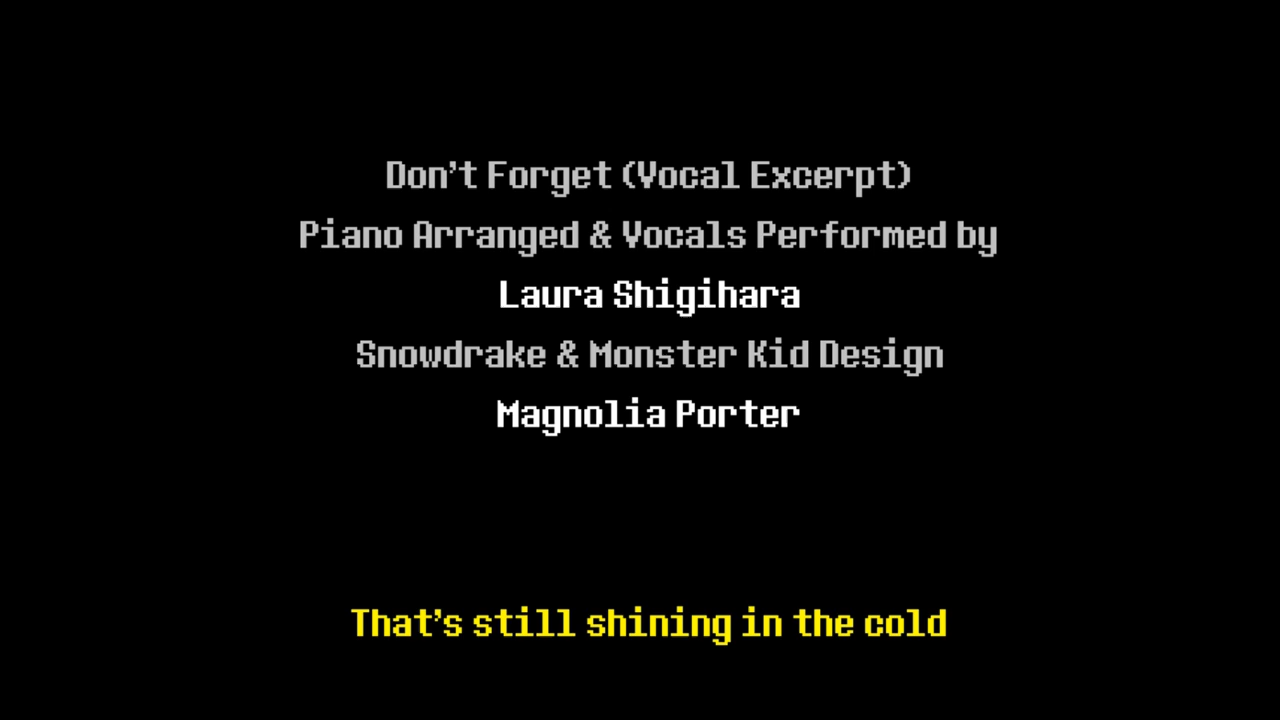 Don't Forget (Vocal Excerpt)
Piano Arranged & Vocals Performed by
Laura Shigihara
Snowdrake & Monster Kid Design
Magnolia Porter
That's still shining in the cold